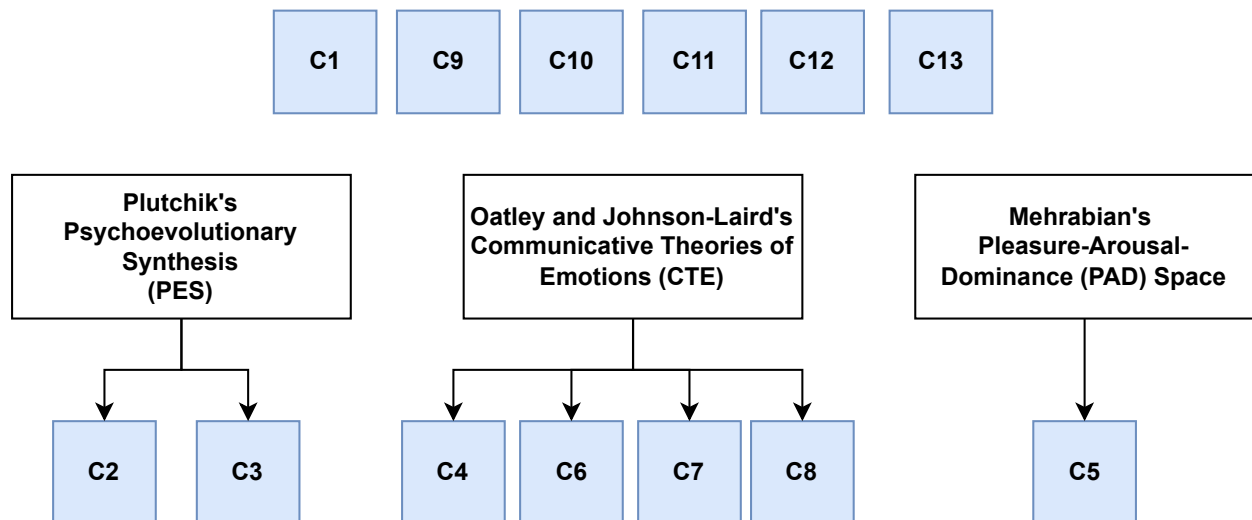 C1 C9 C10 C11 C12 C13
Plutchik's
Psychoevolutionary
Synthesis
(PES)
Oatley and Johnson-Laird's
Communicative Theories of
Emotions (CTE)
Mehrabian's
Pleasure-Arousal-
Dominance (PAD) Space
C2 C3 C4 C6 C7 C8 C5